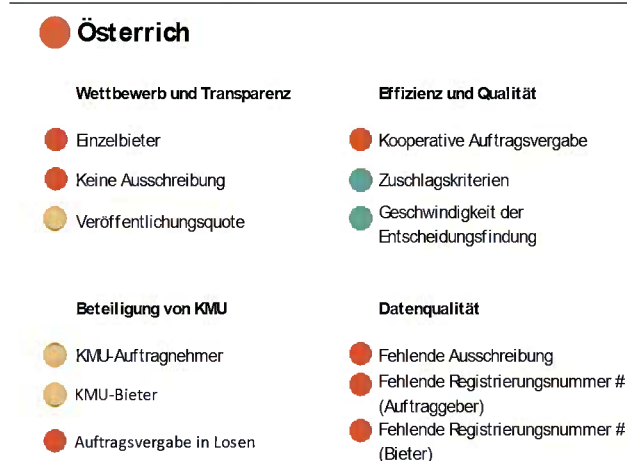 Österrich
Wettbewerb und Transparenz
Einzelbieter
Keine Ausschreibung
Veröffentlichungsquote
Effizienz und Qualität
Kooperative Auftragsvergabe
Zuschlagskriterien
Geschwindigkeit der
Entscheidungsfindung
Beteiligung von KMU
KMU-Auftragnehmer
KMU-Bieter
Auftragsvergabe in Losen
Datenqualität
Fehlende Ausschreibung
Fehlende Registrierungsnummer #
(Auftraggeber)
Fehlende Registrierungsnummer #
(Bieter)